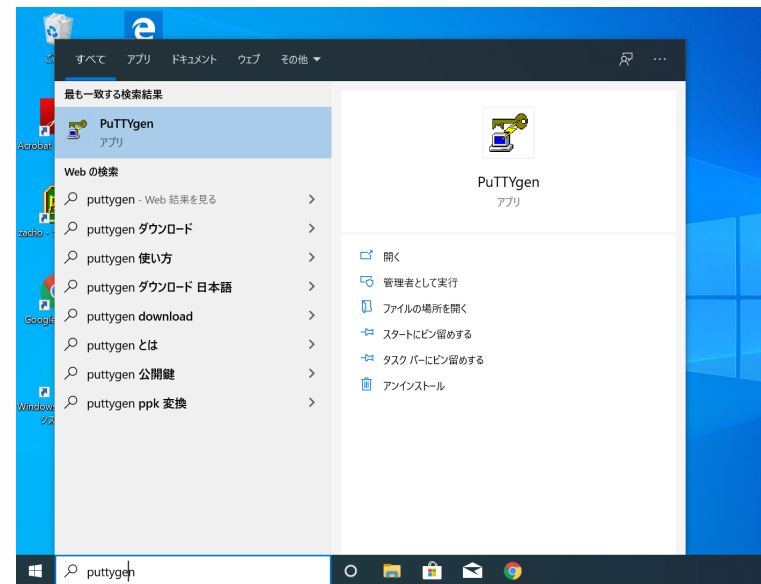 すべて アプリ ドキュメント ウェブ その他
最も一致する検索結果
PuTTYgen
アプリ
Web の検索
puttygen - Web 結果を見る
puttygen ダウンロード
puttygen 使い方
puttygen ダウンロード 日本語
puttygen download
puttygen とは
puttygen 公開鍵
puttygen ppk 変換
PuTTYgen
アプリ
開く
管理者として実行
ファイルの場所を開く
スタートにピン留めする
タスク バーにピン留めする
アンインストール
Acrobat
zacho -
Google
Windows
puttygen